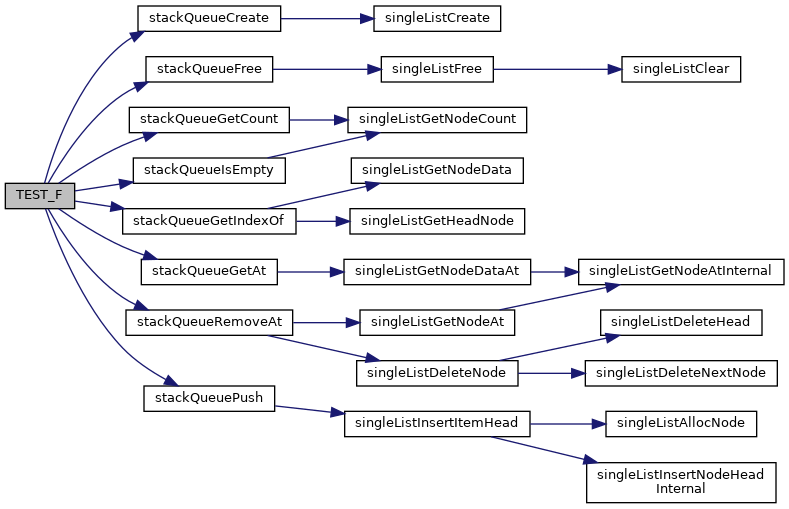 stackQueueCreate
singleListCreate
stackQueueFree
singleListFree
singleListClear
stackQueueGetCount
singleListGetNodeCount
stackQueueIsEmpty
singleListGetNodeData
TEST_F
stackQueueGetIndexOf
singleListGetHeadNode
stackQueueGetAt
singleListGetNodeDataAt
singleListGetNodeAtInternal
stackQueueRemoveAt
singleListGetNodeAt
singleListDeleteHead
singleListDeleteNode
singleListDeleteNextNode
stackQueuePush
singleListInsertItemHead
singleListAllocNode
singleListInsertNodeHead
Internal